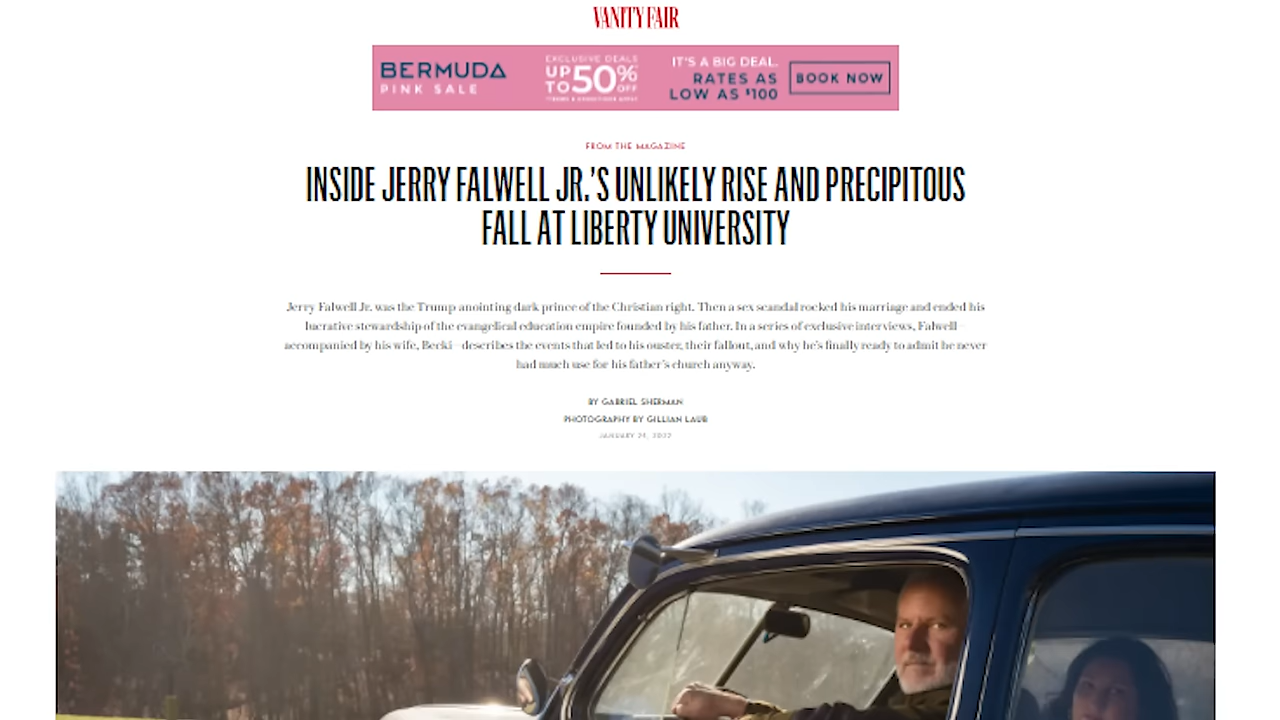 VANITY FAIR
BERMUDA
PINK SALE
EXCLUSIVE DEALS
UP TO 50% OFF
*TERMS & CONDITIONS APPLY
IT'S A BIG DEAL.
RATES AS
LOW AS $100
BOOK NOW
FROM THE MAGAZINE
INSIDE JERRY FALWELL JR.'S UNLIKELY RISE AND PRECIPITOUS
FALL AT LIBERTY UNIVERSITY
Jerry Falwell Jr. was the Trump anointing dark prince of the Christian right. Then a sex scandal rocked his marriage and ended his
lucrative stewardship of the evangelical education empire founded by his father. In a series of exclusive interviews, Falwell–
accompanied by his wife, Becki–describes the events that led to his ouster, their fallout, and why he's finally ready to admit he never
had much use for his father's church anyway.
BY GABRIEL SHERMAN
PHOTOGRAPHY BY GILLIAN LAUB
JANUARY 24, 2022